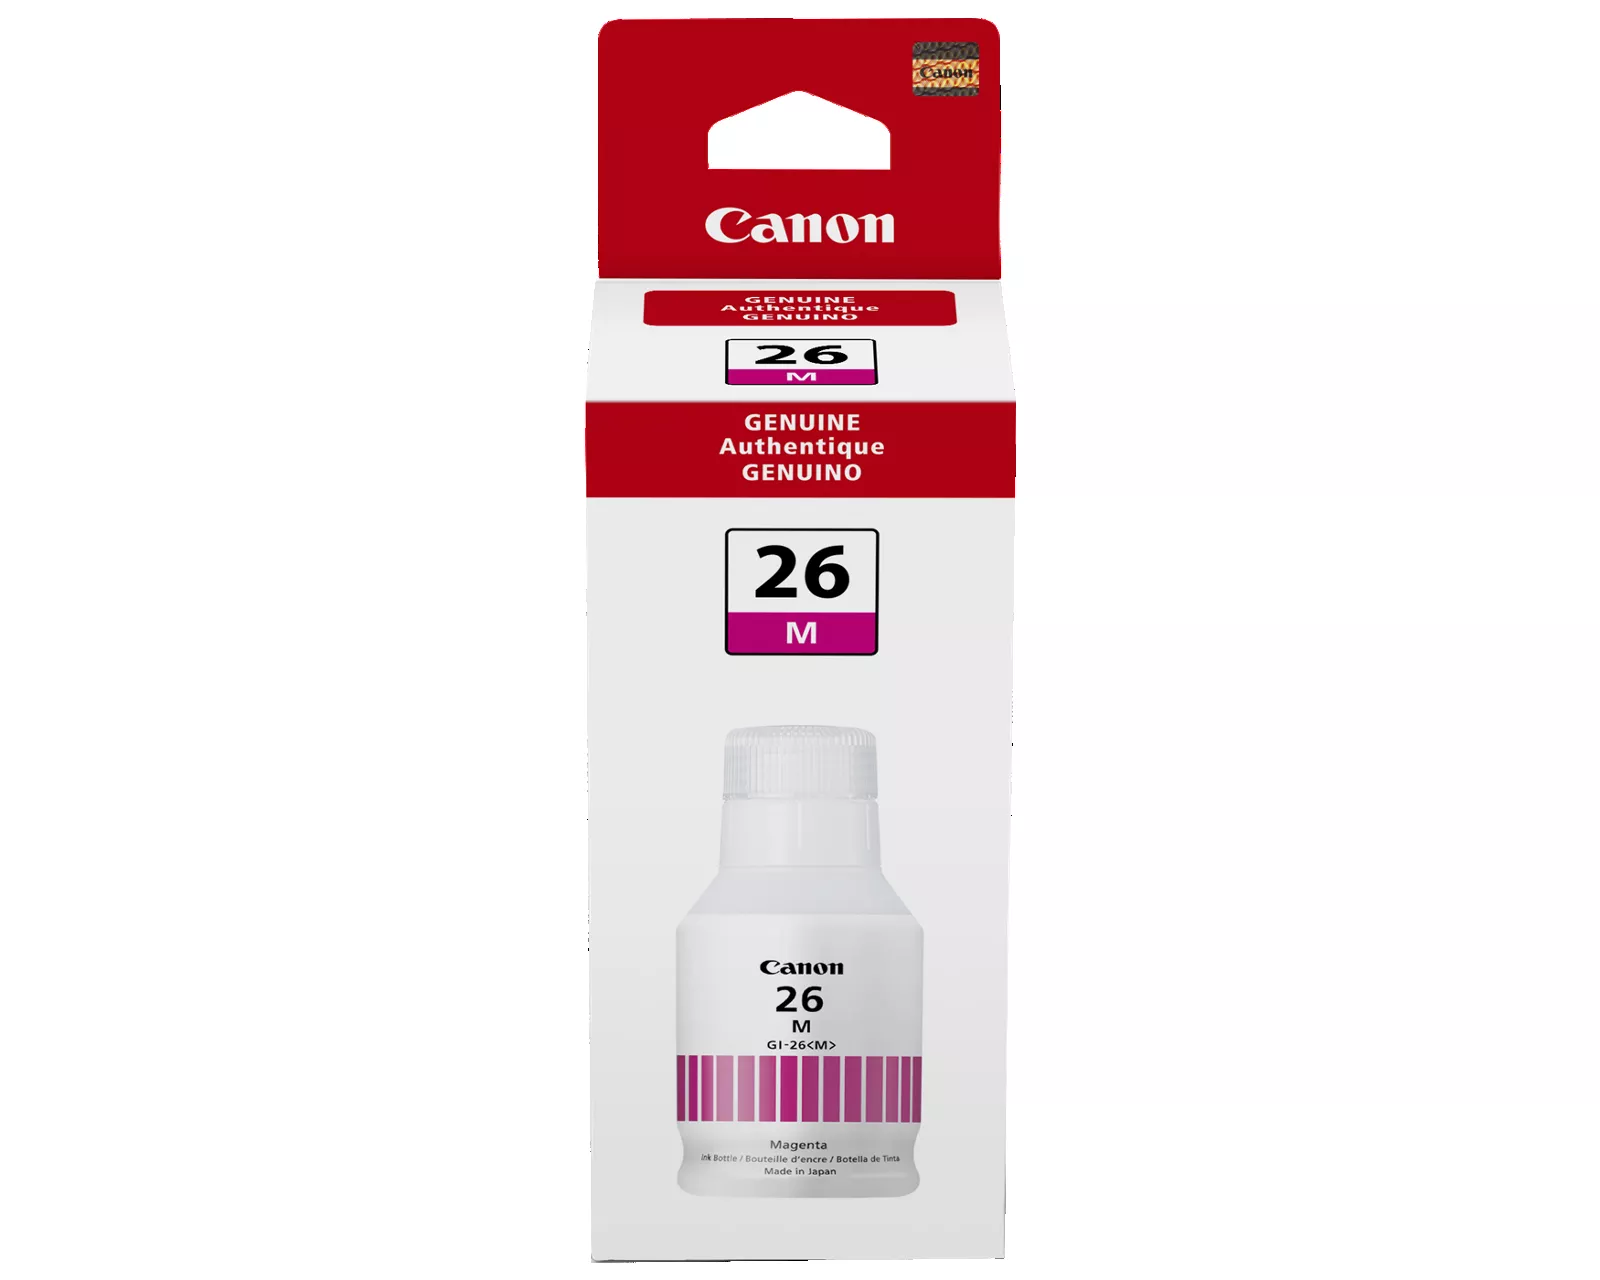 Canon
Canon
GENUINE
Authentique
GENUINO
26
M
GENUINE
Authentique
GENUINO
26
M
Canon
26
M
GI-26<M>
Magenta
Ink Bottle / Bouteille d'encre / Botella de Tinta
Made in Japan